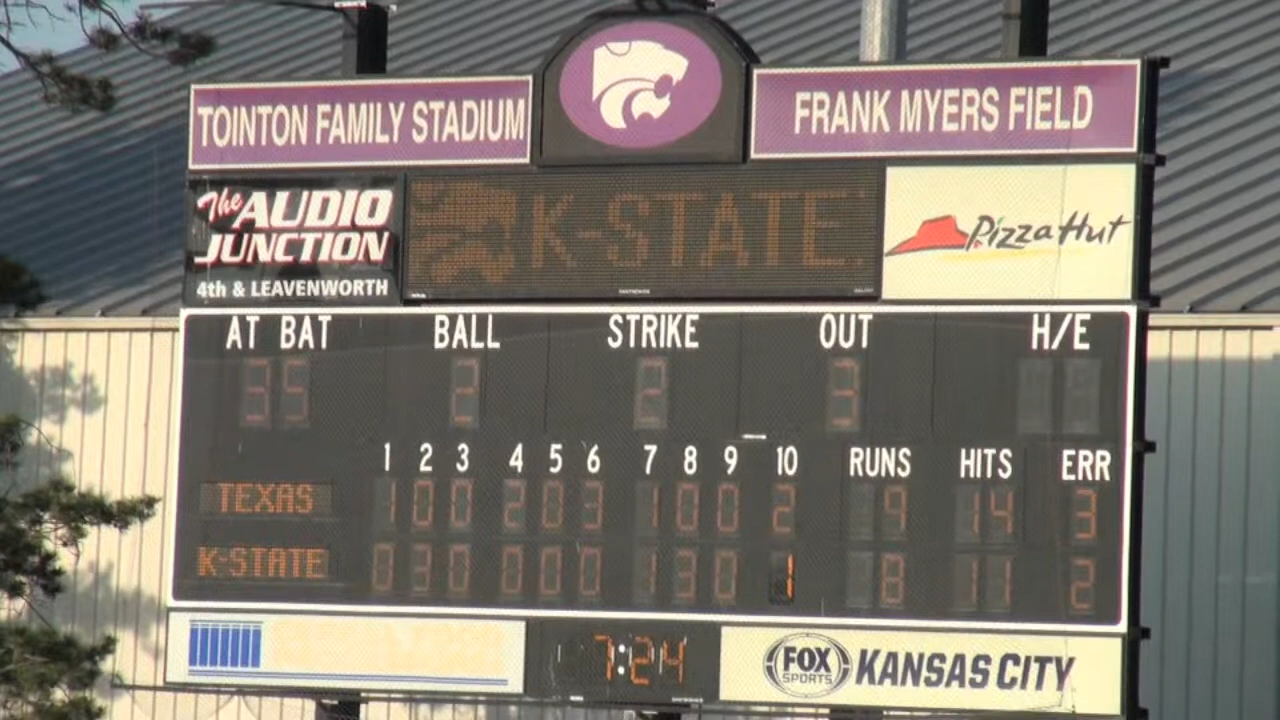 TOINTON FAMILY STADIUM
FRANK MYERS FIELD
The AUDIO JUNCTION
4th & LEAVENWORTH
K-STATE
Pizza Hut
AT BAT BALL STRIKE OUT H/E
35 2 2 3
1 2 3 4 5 6 7 8 9 10 RUNS HITS ERR
TEXAS 1 0 0 2 0 3 1 0 0 2 9 14 3
K-STATE 0 3 0 0 0 0 1 3 0 1 8 11 2
7:24
FOX SPORTS KANSAS CITY